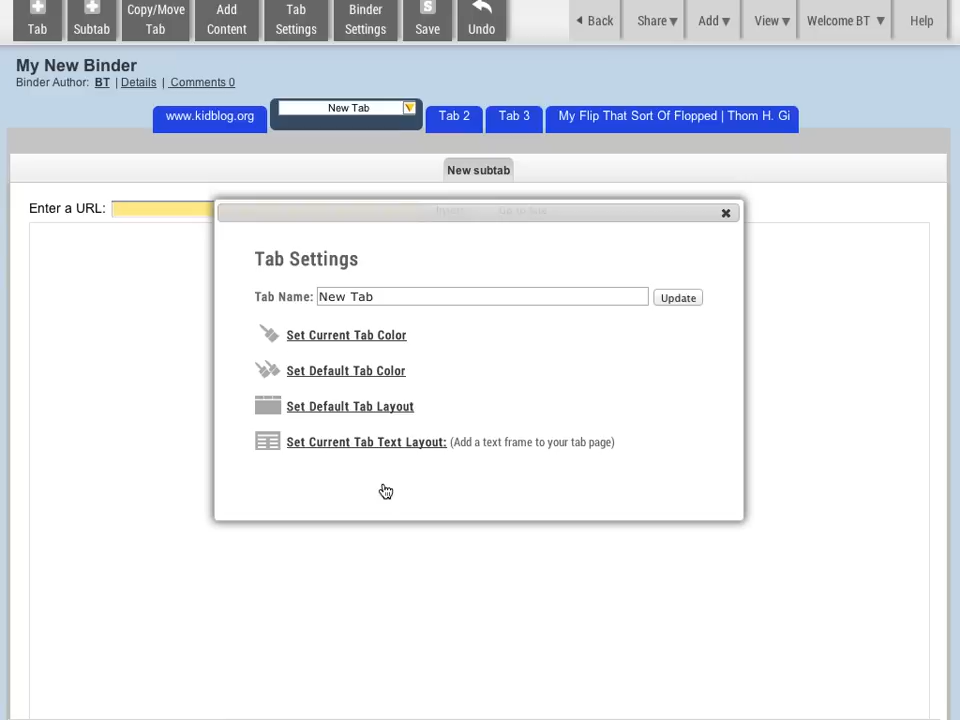 Tab
Subtab
Copy/Move
Tab
Add
Content
Tab
Settings
Binder
Settings
S
Save
Undo
Back
Share
Add
View
Welcome BT
Help
My New Binder
Binder Author: BT | Details | Comments 0
www.kidblog.org
New Tab
Tab 2
Tab 3
My Flip That Sort Of Flopped | Thom H. Gi
New subtab
Enter a URL:
Go to link
Tab Settings
Tab Name: New Tab
Update
Set Current Tab Color
Set Default Tab Color
Set Default Tab Layout
Set Current Tab Text Layout: (Add a text frame to your tab page)